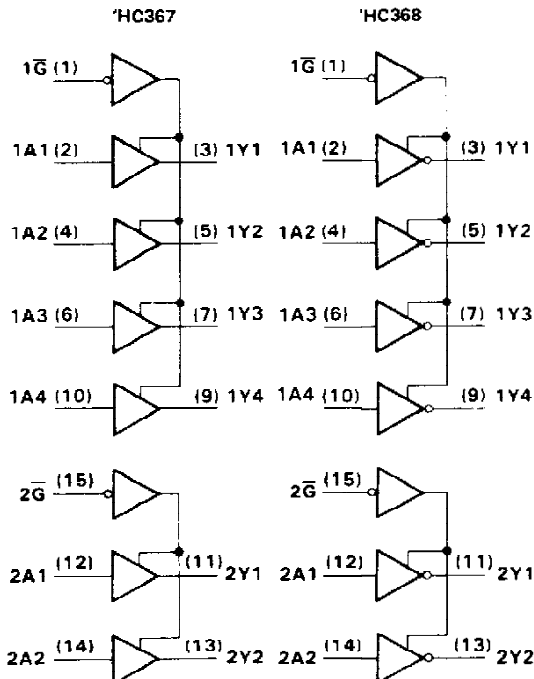 'HC367 'HC368
1G̅ (1) 1G̅ (1)
1A1 (2) (3) 1Y1 1A1 (2) (3) 1Y1
1A2 (4) (5) 1Y2 1A2 (4) (5) 1Y2
1A3 (6) (7) 1Y3 1A3 (6) (7) 1Y3
1A4 (10) (9) 1Y4 1A4 (10) (9) 1Y4
2G̅ (15) 2G̅ (15)
2A1 (12) (11) 2Y1 2A1 (12) (11) 2Y1
2A2 (14) (13) 2Y2 2A2 (14) (13) 2Y2